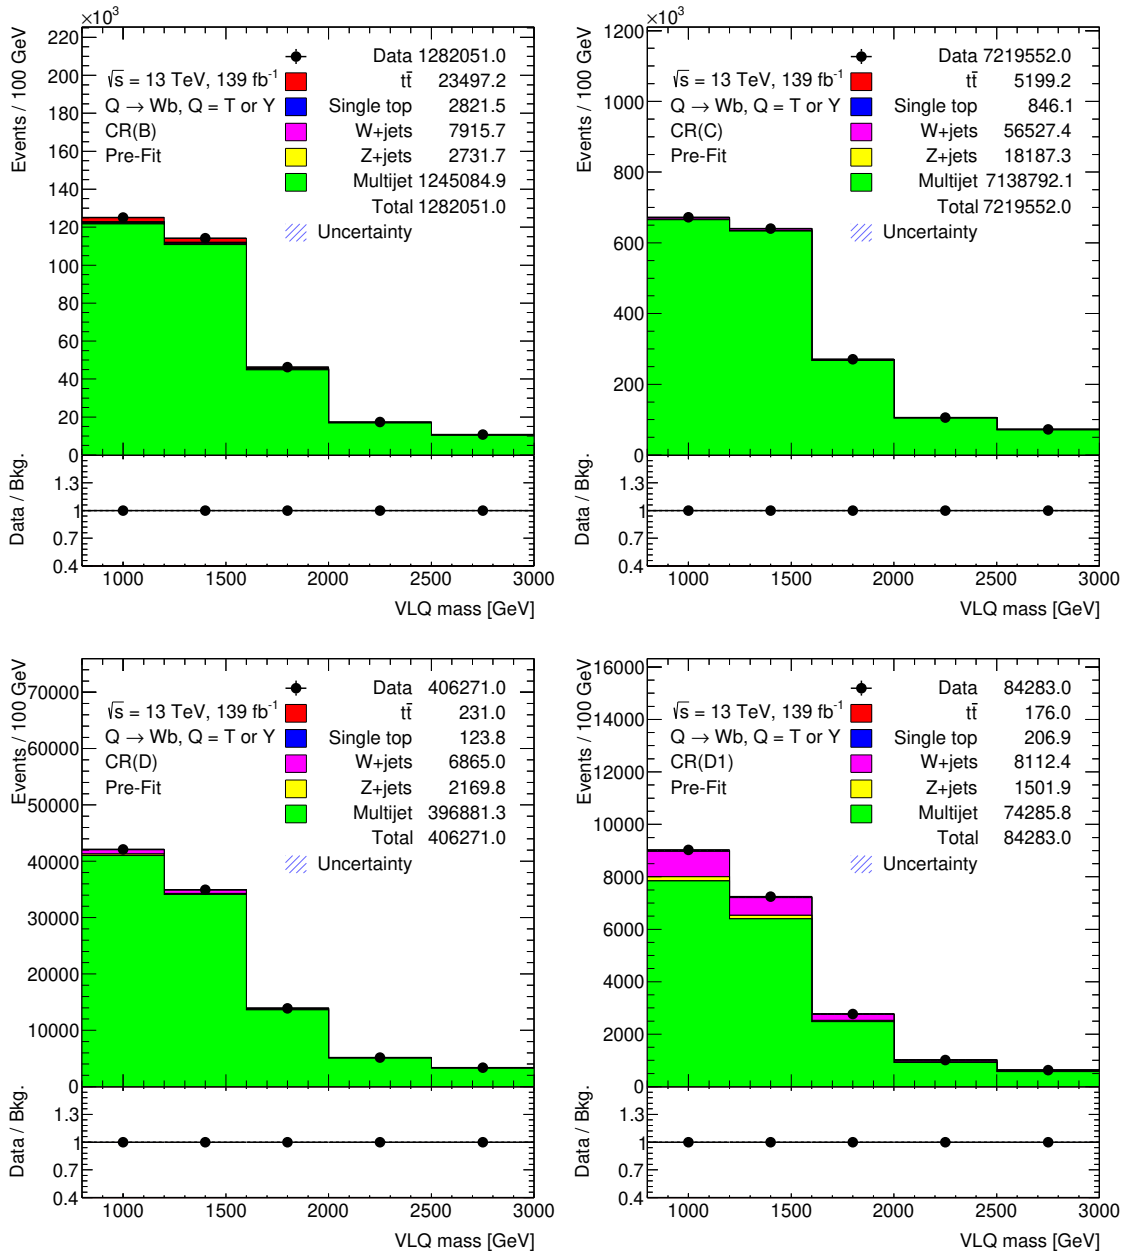 ×10³
Events / 100 GeV
220
200
180
160
140
120
100
80
60
40
20
0
√s = 13 TeV, 139 fb⁻¹
Q → Wb, Q = T or Y
CR(B)
Pre-Fit
Data 1282051.0
tt̄ 23497.2
Single top 2821.5
W+jets 7915.7
Z+jets 2731.7
Multijet 1245084.9
Total 1282051.0
Uncertainty
Data / Bkg.
1.3
1
0.7
0.4
1000 1500 2000 2500 3000
VLQ mass [GeV]
×10³
Events / 100 GeV
1200
1000
800
600
400
200
0
√s = 13 TeV, 139 fb⁻¹
Q → Wb, Q = T or Y
CR(C)
Pre-Fit
Data 7219552.0
tt̄ 5199.2
Single top 846.1
W+jets 56527.4
Z+jets 18187.3
Multijet 7138792.1
Total 7219552.0
Uncertainty
Data / Bkg.
1.3
1
0.7
0.4
1000 1500 2000 2500 3000
VLQ mass [GeV]
Events / 100 GeV
70000
60000
50000
40000
30000
20000
10000
0
√s = 13 TeV, 139 fb⁻¹
Q → Wb, Q = T or Y
CR(D)
Pre-Fit
Data 406271.0
tt̄ 231.0
Single top 123.8
W+jets 6865.0
Z+jets 2169.8
Multijet 396881.3
Total 406271.0
Uncertainty
Data / Bkg.
1.3
1
0.7
0.4
1000 1500 2000 2500 3000
VLQ mass [GeV]
Events / 100 GeV
16000
14000
12000
10000
8000
6000
4000
2000
0
√s = 13 TeV, 139 fb⁻¹
Q → Wb, Q = T or Y
CR(D1)
Pre-Fit
Data 84283.0
tt̄ 176.0
Single top 206.9
W+jets 8112.4
Z+jets 1501.9
Multijet 74285.8
Total 84283.0
Uncertainty
Data / Bkg.
1.3
1
0.7
0.4
1000 1500 2000 2500 3000
VLQ mass [GeV]